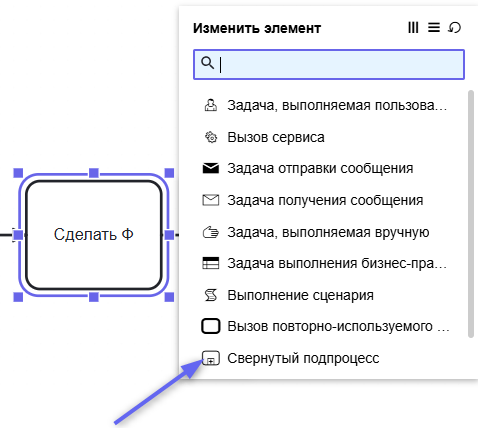 Изменить элемент
Задача, выполняемая пользова…
Вызов сервиса
Задача отправки сообщения
Задача получения сообщения
Сделать Ф
Задача, выполняемая вручную
Задача выполнения бизнес-пра…
Выполнение сценария
Вызов повторно-используемого …
Свернутый подпроцесс